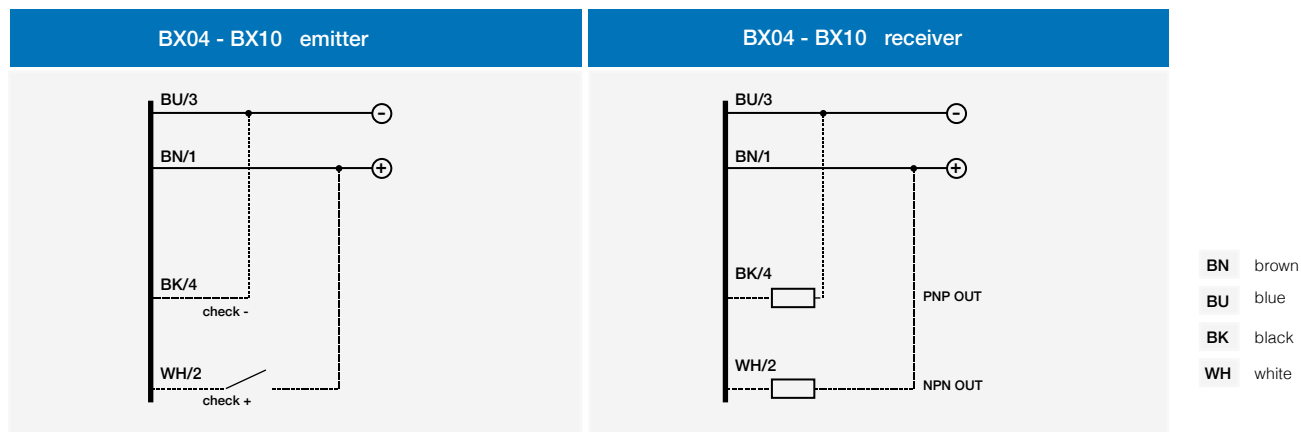 BX04 - BX10 emitter
BU/3
-
BN/1
+
BK/4
check -
WH/2
check +
BX04 - BX10 receiver
BU/3
-
BN/1
+
BK/4
PNP OUT
WH/2
NPN OUT
BN brown
BU blue
BK black
WH white